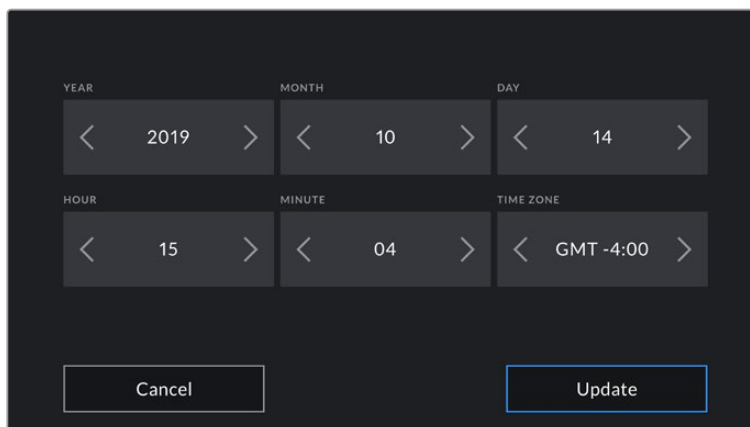 YEAR MONTH DAY
2019 10 14
HOUR MINUTE TIME ZONE
15 04 GMT -4:00
Cancel Update